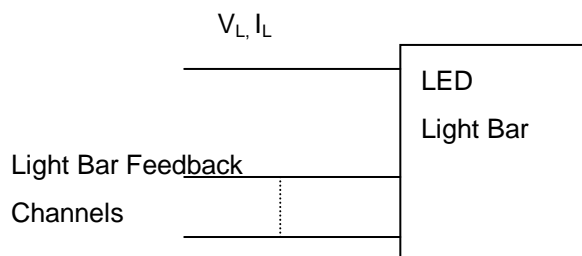 VL, IL
LED
Light Bar
Light Bar Feedback
Channels